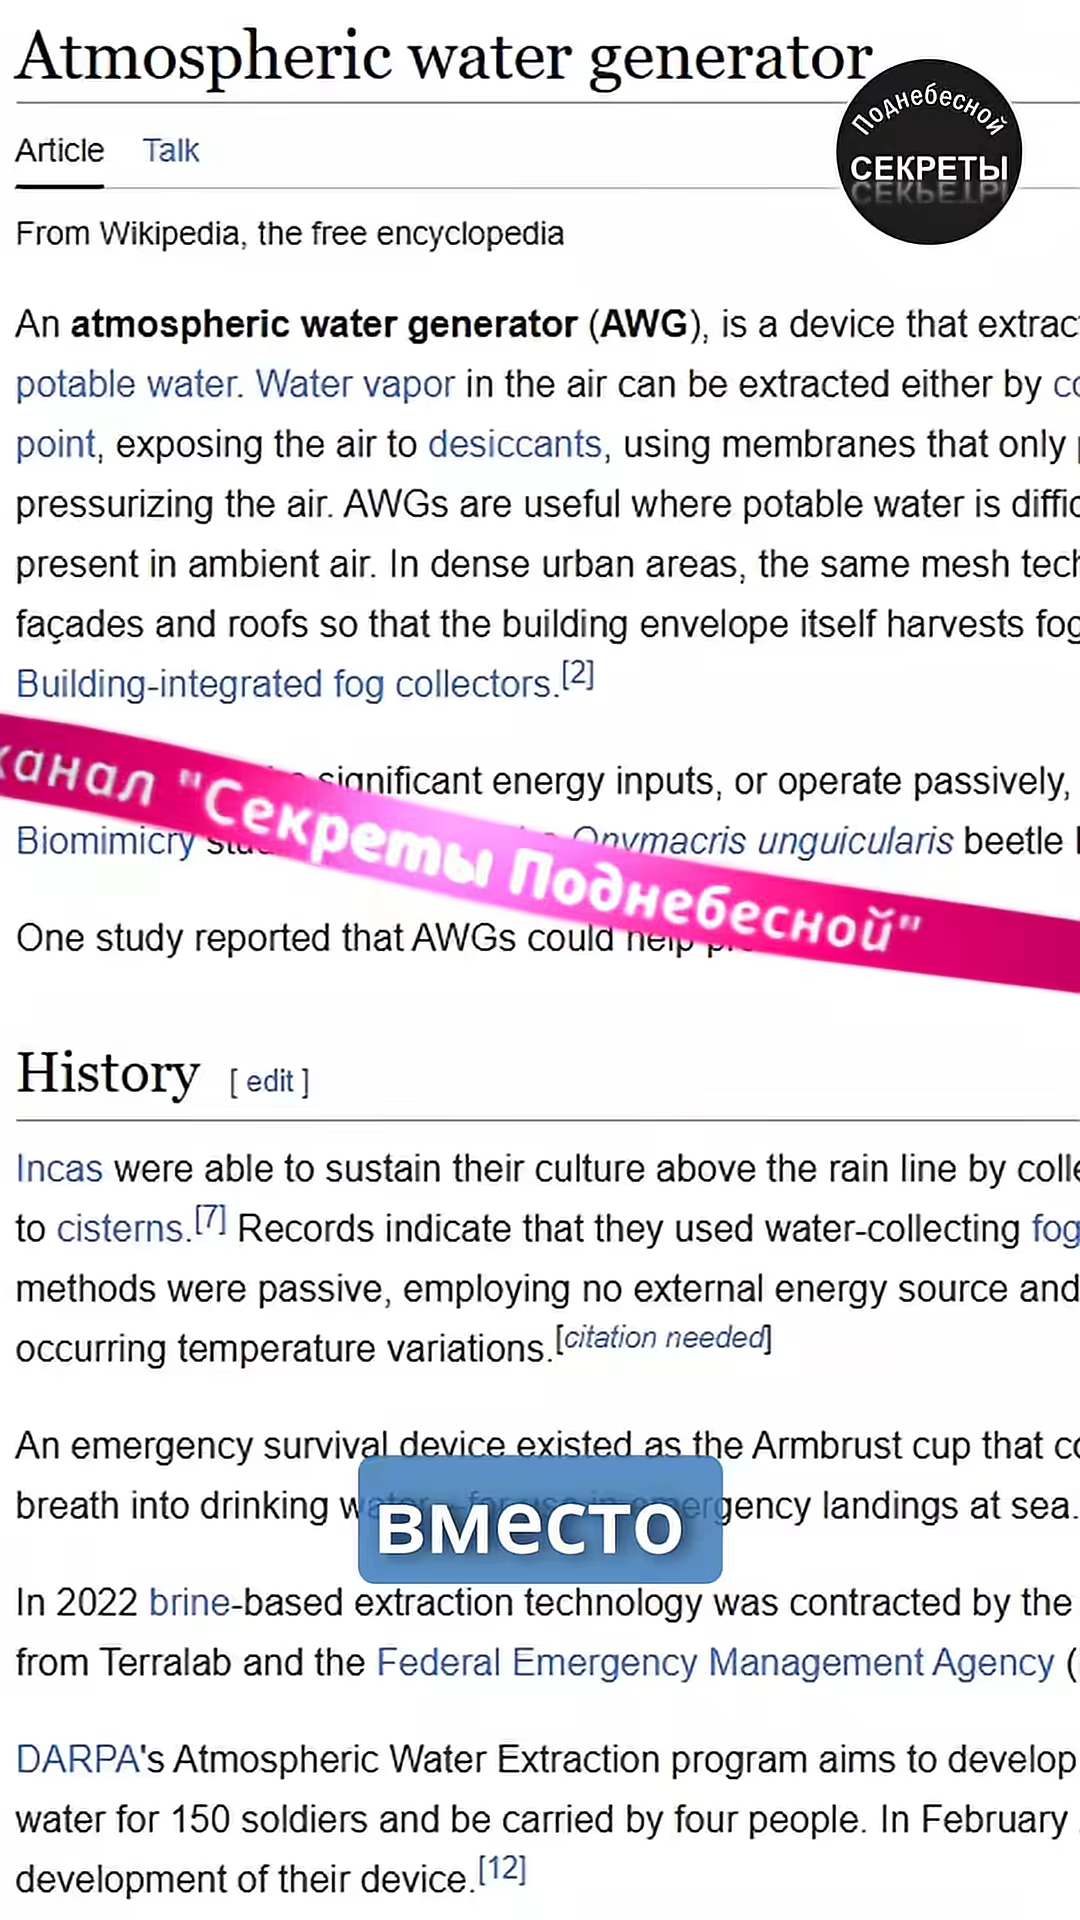 Atmospheric water generator
Поднебесной
СЕКРЕТЫ
Article Talk
From Wikipedia, the free encyclopedia
An atmospheric water generator (AWG), is a device that extrac
potable water. Water vapor in the air can be extracted either by
point, exposing the air to desiccants, using membranes that only
pressurizing the air. AWGs are useful where potable water is diffic
present in ambient air. In dense urban areas, the same mesh tech
façades and roofs so that the building envelope itself harvests fog
Building-integrated fog collectors.[2]
significant energy inputs, or operate passively,
канал "Секреты Поднебесной"
Biomimicry Onymacris unguicularis beetle
One study reported that AWGs could help
History [ edit ]
Incas were able to sustain their culture above the rain line by colle
to cisterns.[7] Records indicate that they used water-collecting fog
methods were passive, employing no external energy source and
occurring temperature variations.[citation needed]
An emergency survival device existed as the Armbrust cup that co
breath into drinking water - for use in emergency landings at sea.
вместо
In 2022 brine-based extraction technology was contracted by the
from Terralab and the Federal Emergency Management Agency (
DARPA's Atmospheric Water Extraction program aims to develop
water for 150 soldiers and be carried by four people. In February
development of their device.[12]